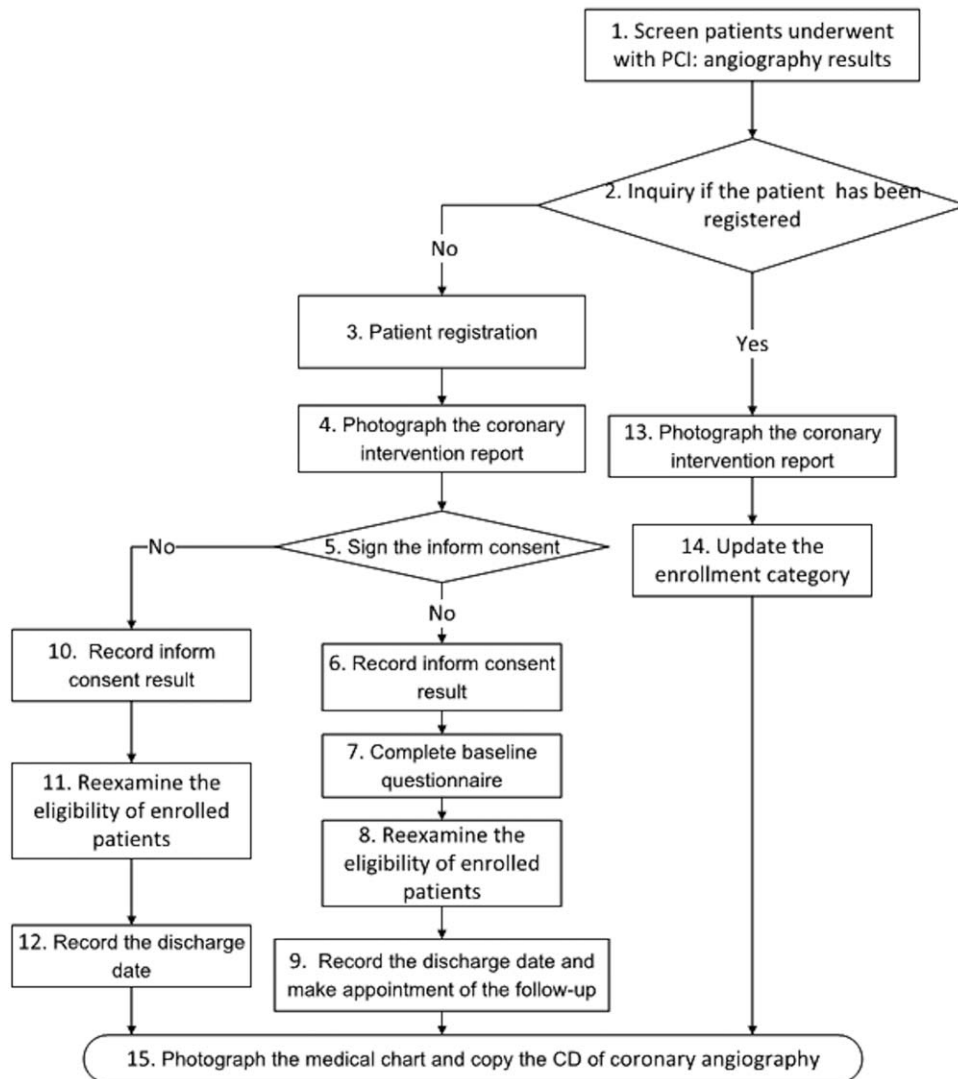 1. Screen patients underwent
with PCI: angiography results
2. Inquiry if the patient has been
registered
No
3. Patient registration
Yes
4. Photograph the coronary
intervention report
13. Photograph the coronary
intervention report
No
5. Sign the inform consent
14. Update the
enrollment category
No
10. Record inform
consent result
6. Record inform consent
result
7. Complete baseline
questionnaire
11. Reexamine the
eligibility of enrolled
patients
8. Reexamine the
eligibility of enrolled
patients
12. Record the discharge
date
9. Record the discharge date and
make appointment of the follow-up
15. Photograph the medical chart and copy the CD of coronary angiography